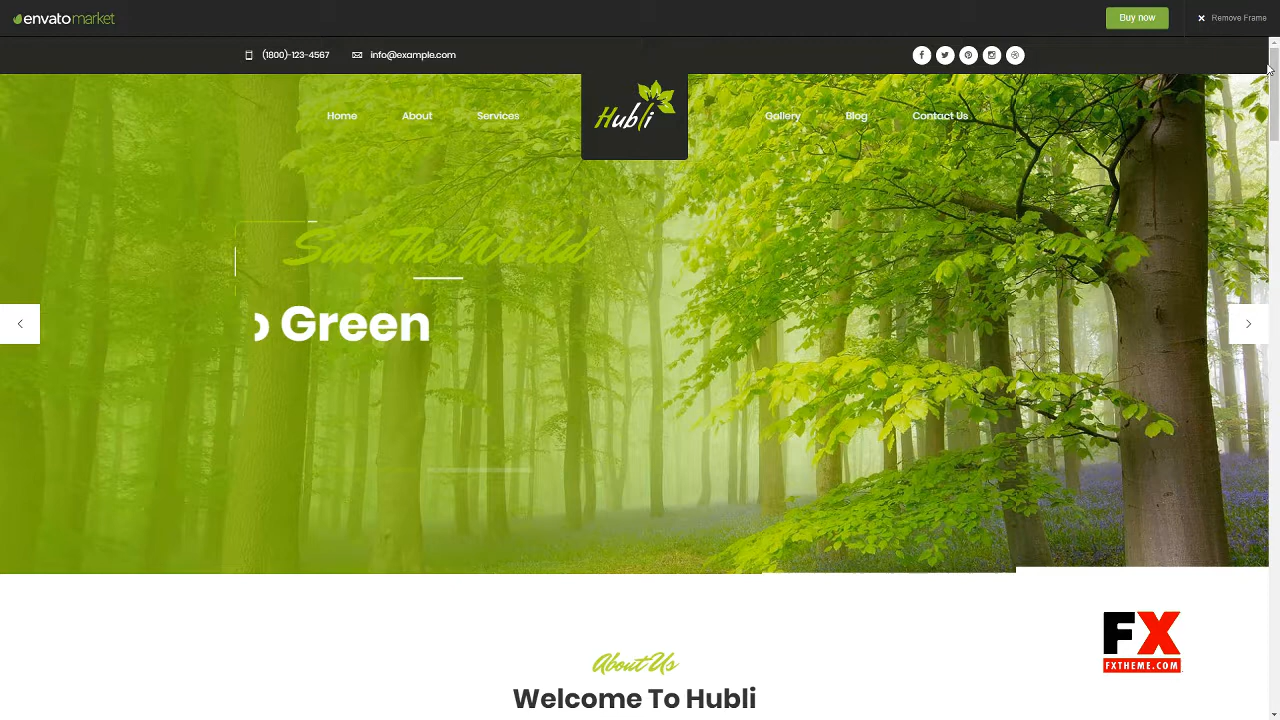 envatomarket
Buy now
Remove Frame
(1800)-123-4567
info@example.com
Home
About
Services
Hubli
Gallery
Blog
Contact Us
Save The World
Green
FX
FXTHEME.COM
About Us
Welcome To Hubli